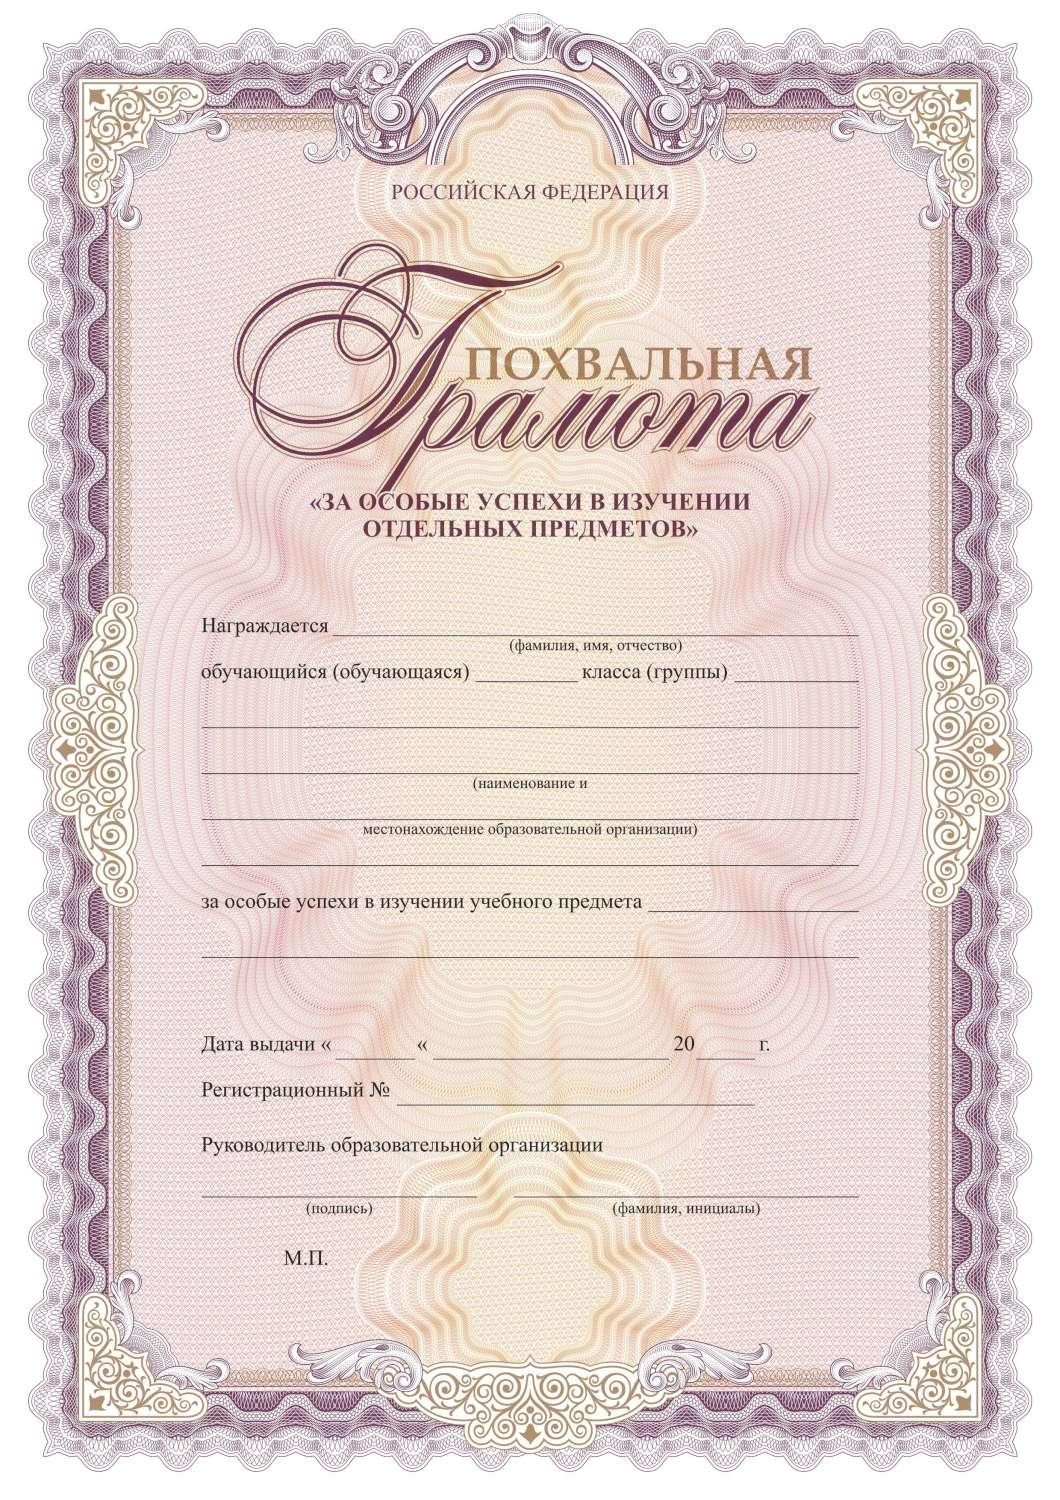 РОССИЙСКАЯ ФЕДЕРАЦИЯ
ПОХВАЛЬНАЯ
Грамота
«ЗА ОСОБЫЕ УСПЕХИ В ИЗУЧЕНИИ
ОТДЕЛЬНЫХ ПРЕДМЕТОВ»
Награждается
(фамилия, имя, отчество)
обучающийся (обучающаяся) класса (группы)
(наименование и
местонахождение образовательной организации)
за особые успехи в изучении учебного предмета
Дата выдачи « « 20 г.
Регистрационный №
Руководитель образовательной организации
(подпись) (фамилия, инициалы)
М.П.